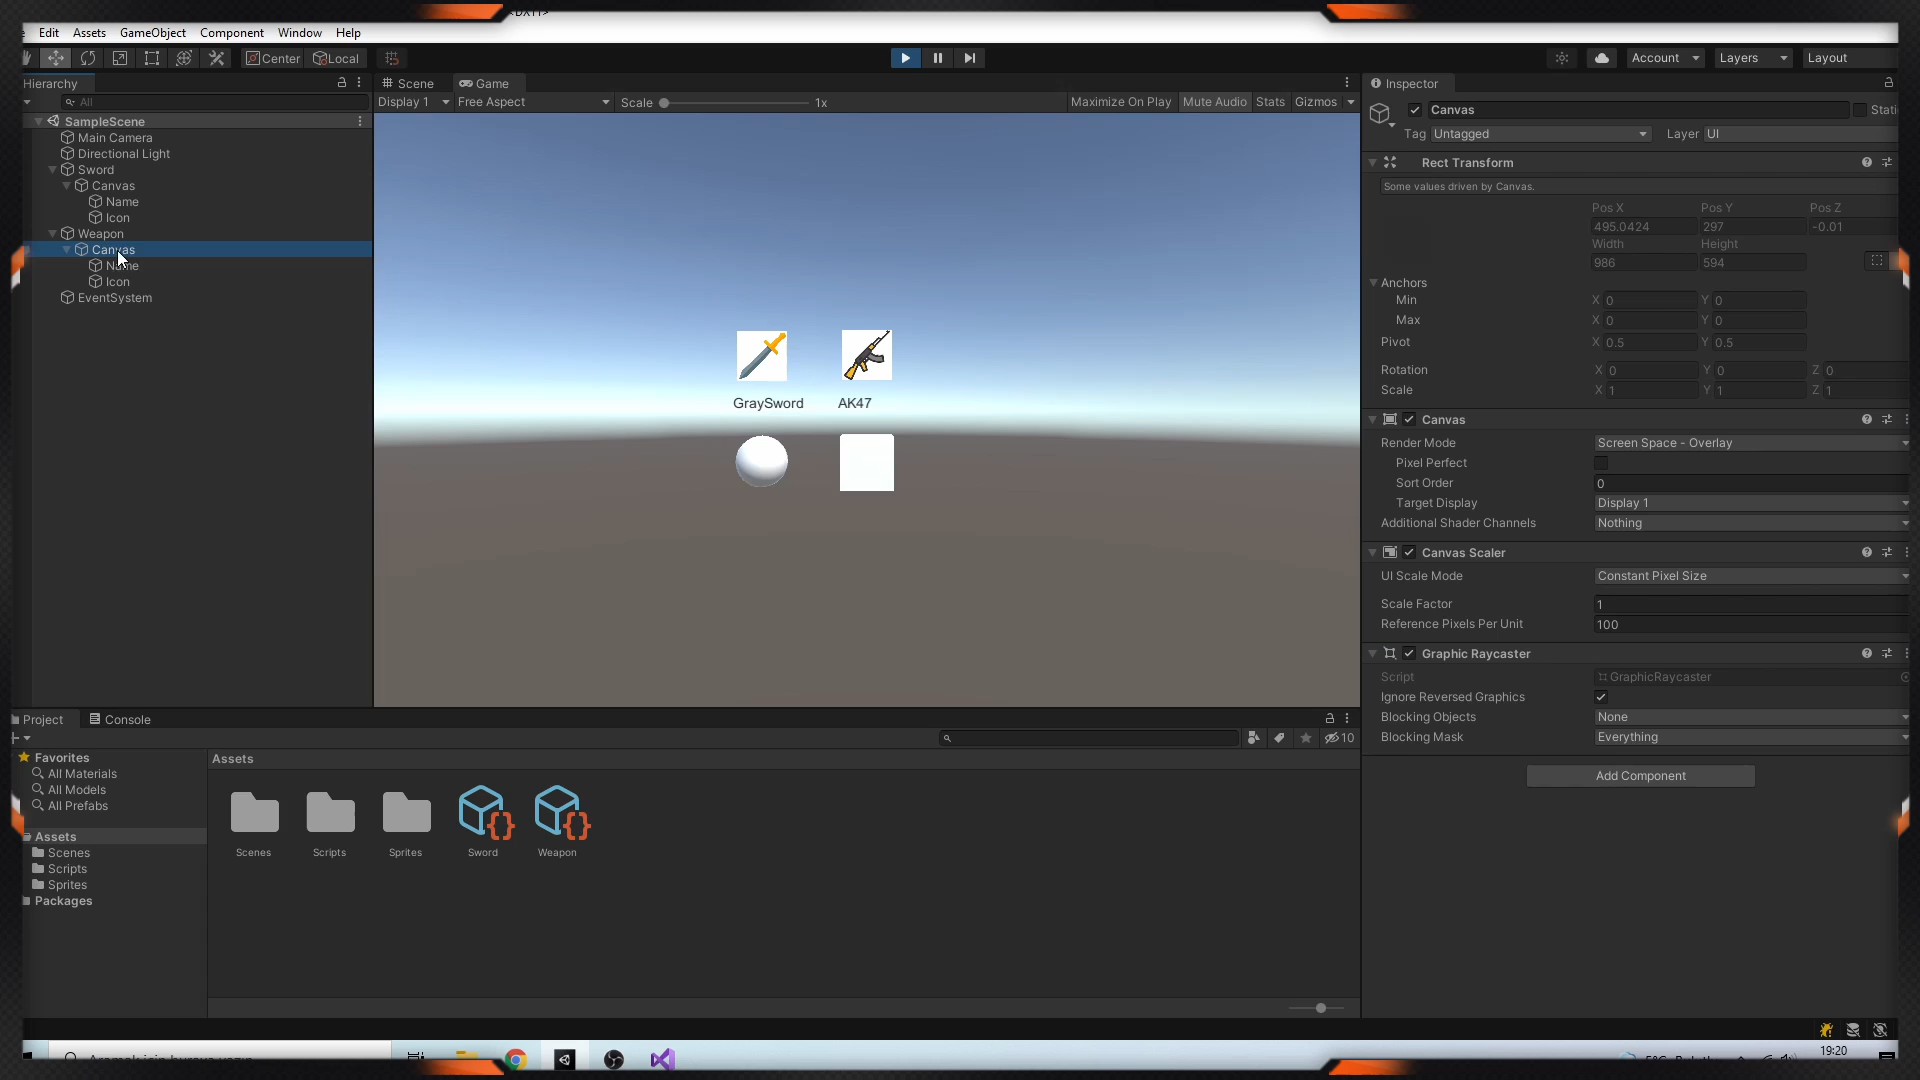 <DX11>
Edit Assets GameObject Component Window Help
Center Local Account Layers Layout
Hierarchy
All
SampleScene
Main Camera
Directional Light
Sword
Canvas
Name
Icon
Weapon
Canvas
Name
Icon
EventSystem
Scene Game
Display 1 Free Aspect Scale 1x Maximize On Play Mute Audio Stats Gizmos
GraySword AK47
Inspector
Canvas
Tag Untagged Layer UI
Rect Transform
Some values driven by Canvas.
Pos X Pos Y Pos Z
495.0424 297 -0.01
Width Height
986 594
Anchors
Min X 0 Y 0
Max X 0 Y 0
Pivot X 0.5 Y 0.5
Rotation X 0 Y 0 Z 0
Scale X 1 Y 1 Z 1
Canvas
Render Mode Screen Space - Overlay
Pixel Perfect
Sort Order 0
Target Display Display 1
Additional Shader Channels Nothing
Canvas Scaler
UI Scale Mode Constant Pixel Size
Scale Factor 1
Reference Pixels Per Unit 100
Graphic Raycaster
Script GraphicRaycaster
Ignore Reversed Graphics
Blocking Objects None
Blocking Mask Everything
Add Component
Project Console
10
Favorites
All Materials
All Models
All Prefabs
Assets
Scenes
Scripts
Sprites
Packages
Assets
Scenes Scripts Sprites Sword Weapon
19:20